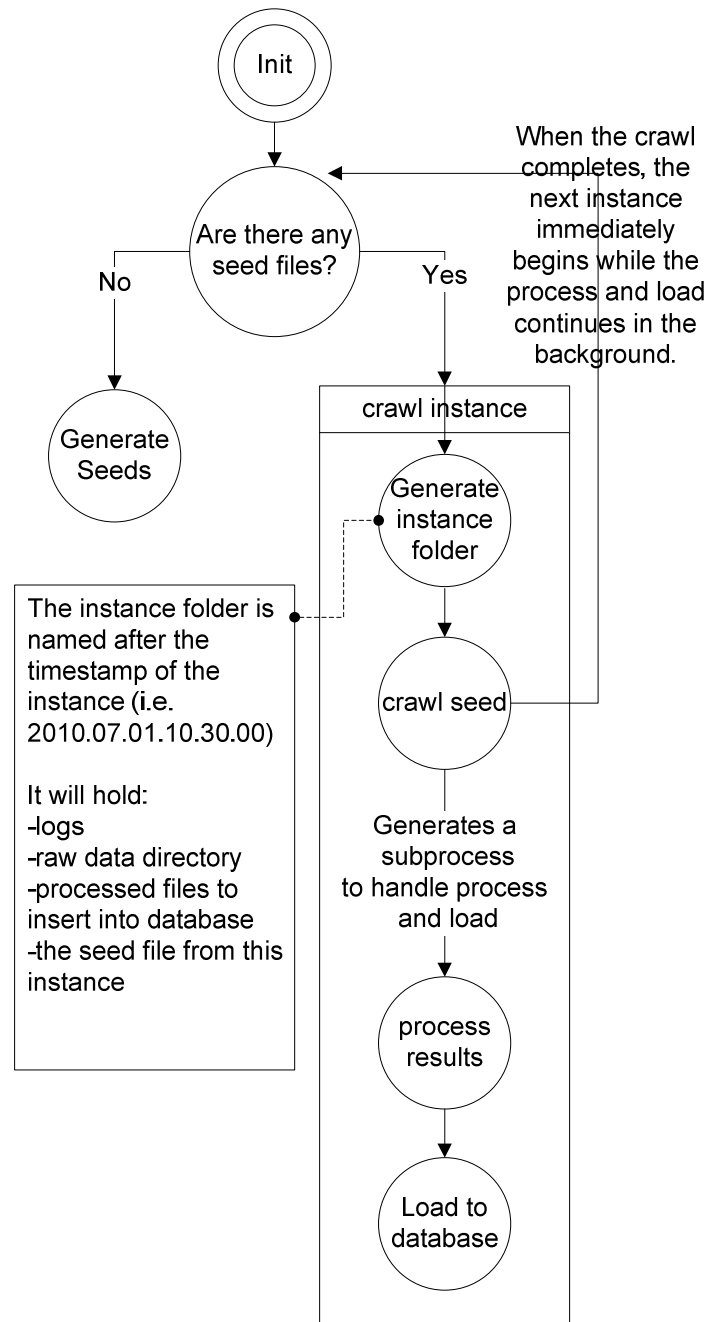 Init
When the crawl
completes, the
next instance
immediately
begins while the
process and load
continues in the
background.
Are there any
seed files?
No
Yes
Generate
Seeds
crawl instance
Generate
instance
folder
The instance folder is
named after the
timestamp of the
instance (i.e.
2010.07.01.10.30.00)
It will hold:
-logs
-raw data directory
-processed files to
insert into database
-the seed file from this
instance
crawl seed
Generates a
subprocess
to handle process
and load
process
results
Load to
database